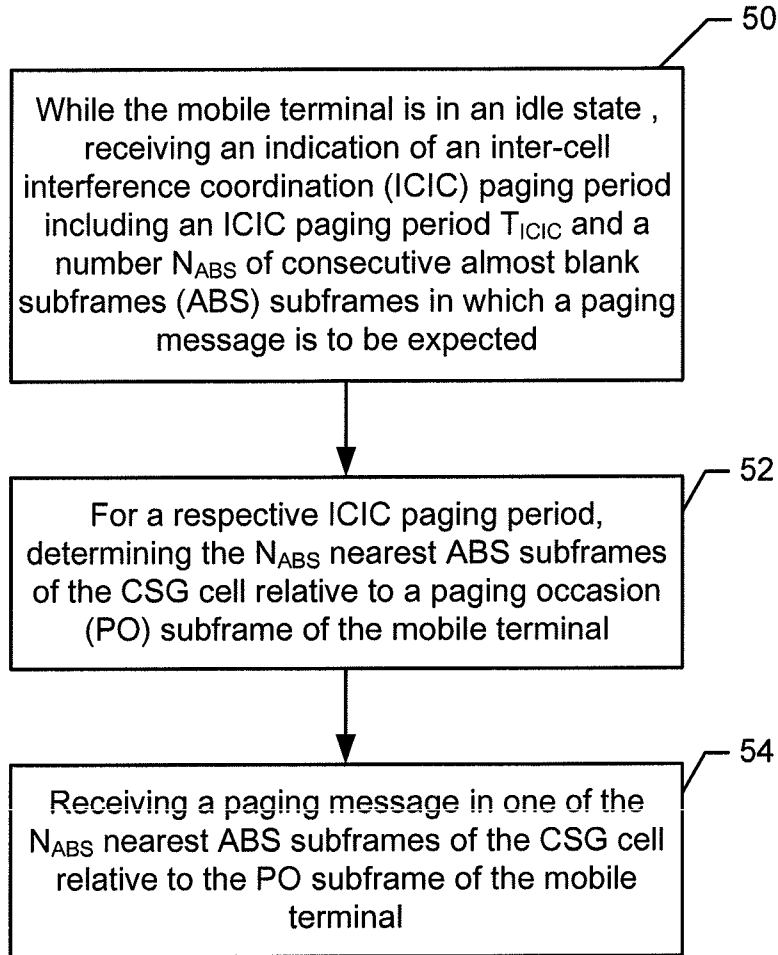 50
While the mobile terminal is in an idle state ,
receiving an indication of an inter-cell
interference coordination (ICIC) paging period
including an ICIC paging period TICIC and a
number NABS of consecutive almost blank
subframes (ABS) subframes in which a paging
message is to be expected
52
For a respective ICIC paging period,
determining the NABS nearest ABS subframes
of the CSG cell relative to a paging occasion
(PO) subframe of the mobile terminal
54
Receiving a paging message in one of the
NABS nearest ABS subframes of the CSG cell
relative to the PO subframe of the mobile
terminal